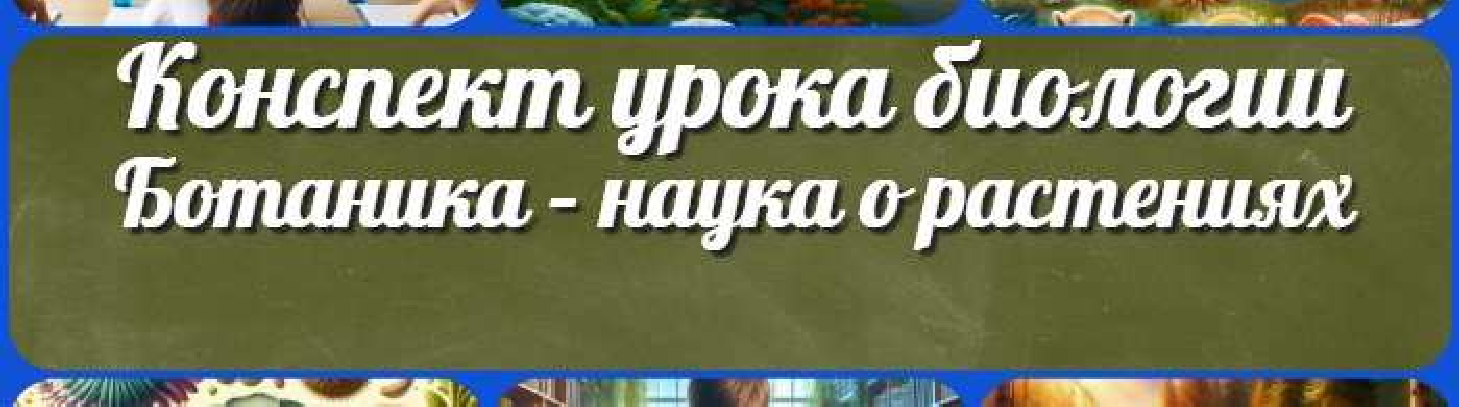 Конспект урока биологии
Ботаника - наука о растениях